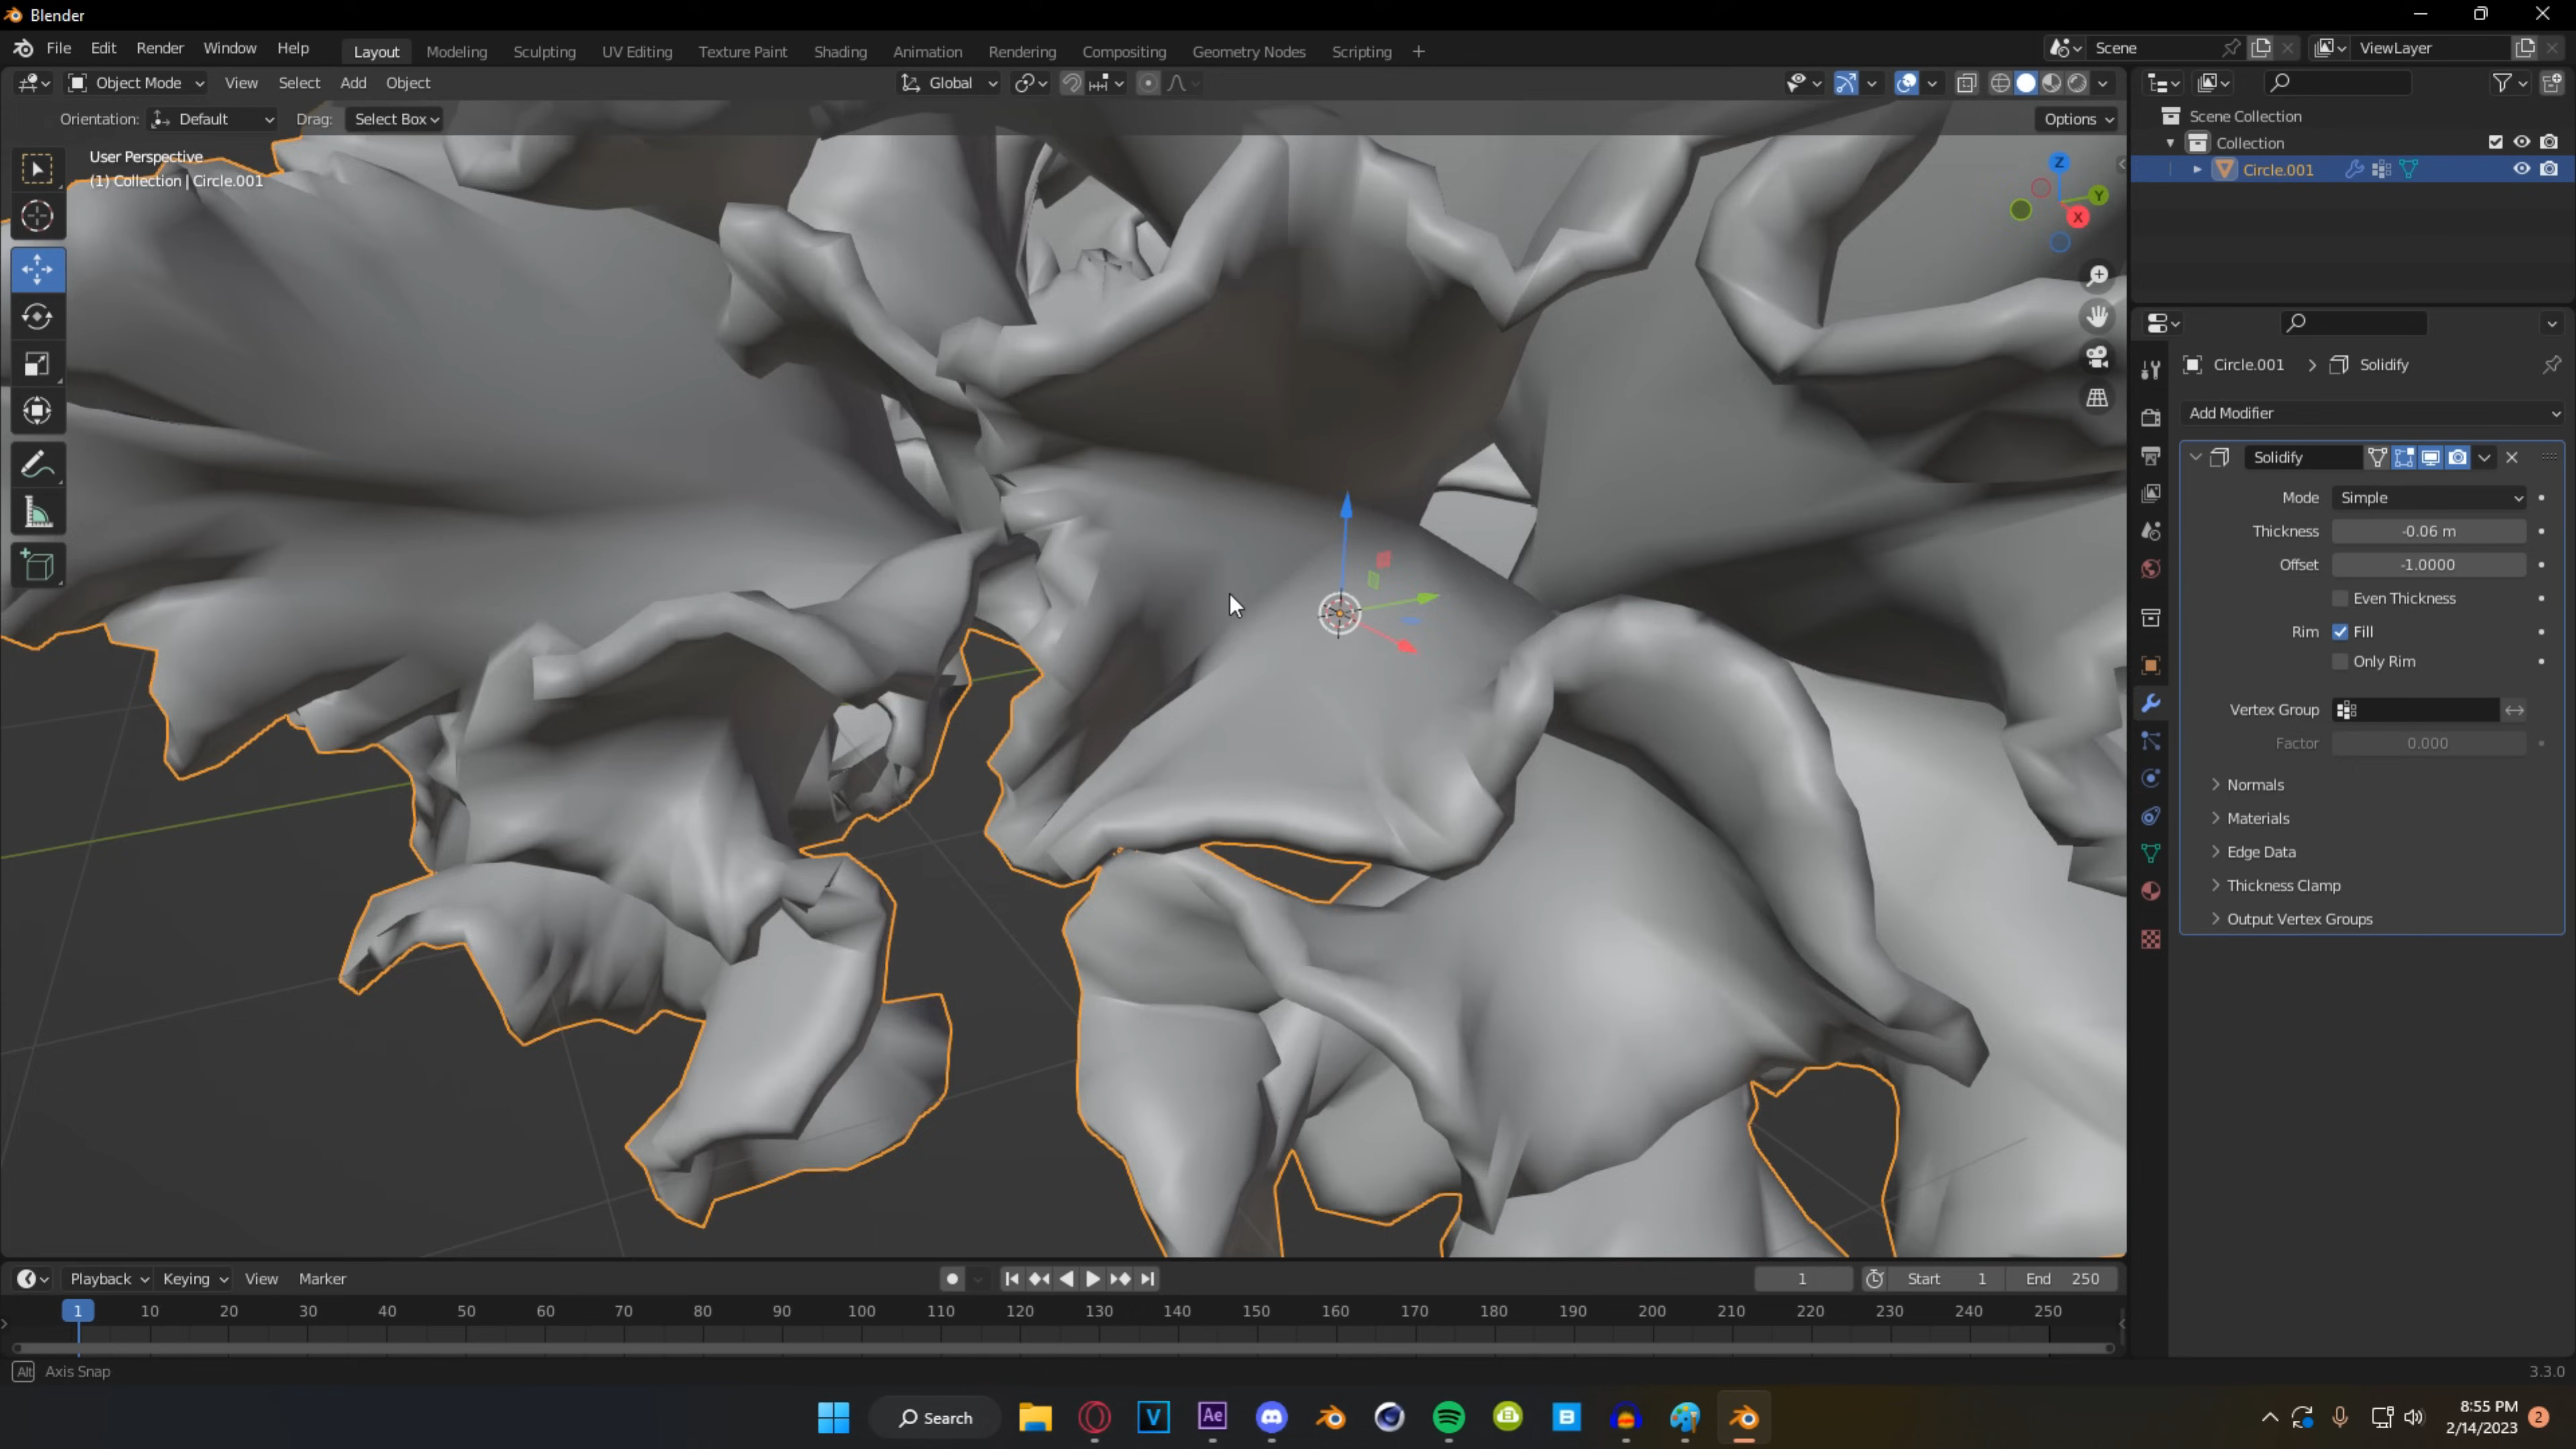 Blender
File Edit Render Window Help Layout Modeling Sculpting UV Editing Texture Paint Shading Animation Rendering Compositing Geometry Nodes Scripting + Scene ViewLayer
Object Mode View Select Add Object Global
Orientation: Default Drag: Select Box Options
User Perspective
(1) Collection | Circle.001
Z
Y
X
Scene Collection
Collection
Circle.001
Circle.001 > Solidify
Add Modifier
Solidify
Mode Simple
Thickness -0.06 m
Offset -1.0000
Even Thickness
Rim Fill
Only Rim
Vertex Group
Factor 0.000
Normals
Materials
Edge Data
Thickness Clamp
Output Vertex Groups
Playback Keying View Marker 1 Start 1 End 250
1 10 20 30 40 50 60 70 80 90 100 110 120 130 140 150 160 170 180 190 200 210 220 230 240 250
Alt Axis Snap 3.3.0
Search V Ae B B 8:55 PM 2
2/14/2023